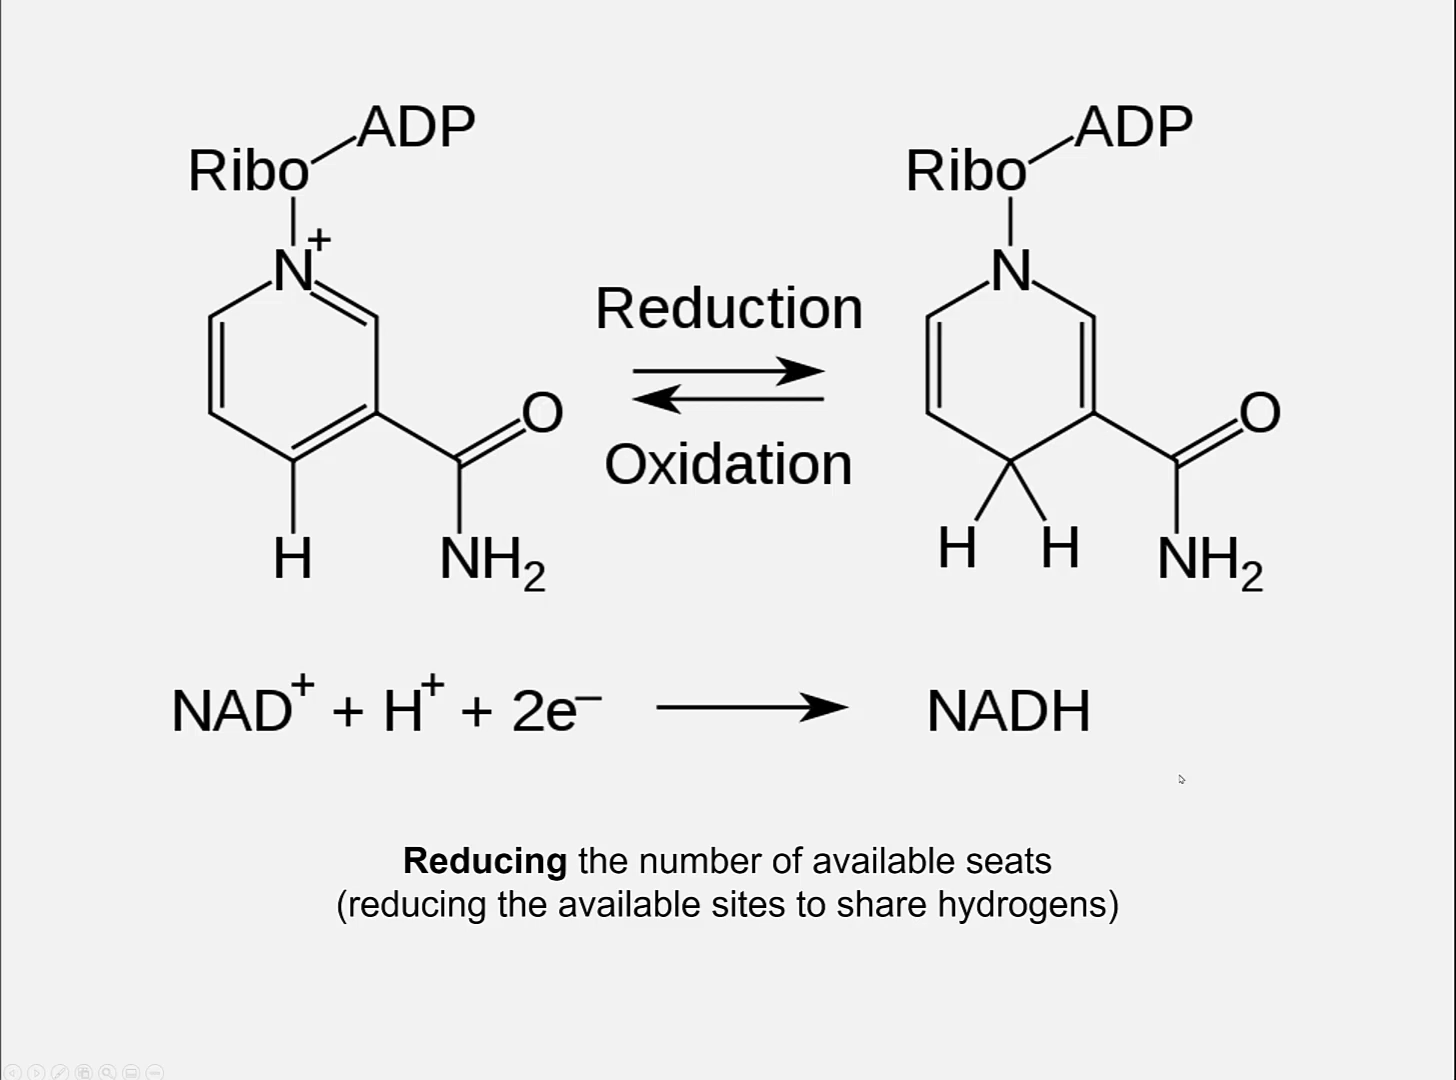 Ribo ADP Ribo ADP
N+ N
Reduction
O O
Oxidation
H NH2 H H NH2
NAD+ + H+ + 2e– NADH
Reducing the number of available seats
(reducing the available sites to share hydrogens)